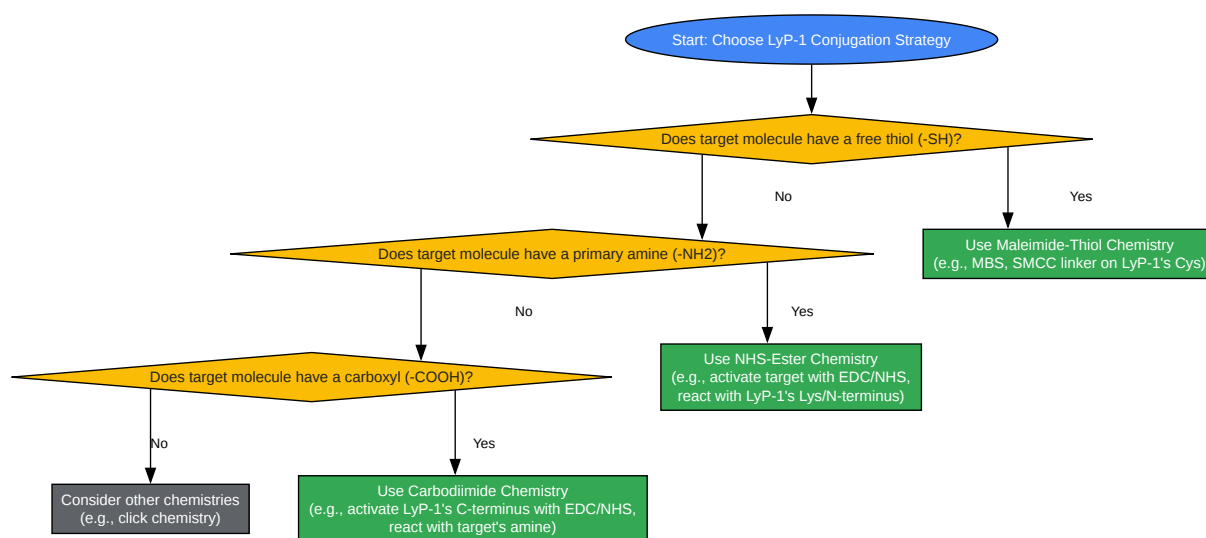 Start: Choose LyP-1 Conjugation Strategy
Does target molecule have a free thiol (-SH)?
No
Yes
Does target molecule have a primary amine (-NH2)?
Use Maleimide-Thiol Chemistry
(e.g., MBS, SMCC linker on LyP-1's Cys)
No
Yes
Does target molecule have a carboxyl (-COOH)?
Use NHS-Ester Chemistry
(e.g., activate target with EDC/NHS,
react with LyP-1's Lys/N-terminus)
No
Yes
Consider other chemistries
(e.g., click chemistry)
Use Carbodiimide Chemistry
(e.g., activate LyP-1's C-terminus with EDC/NHS,
react with target's amine)